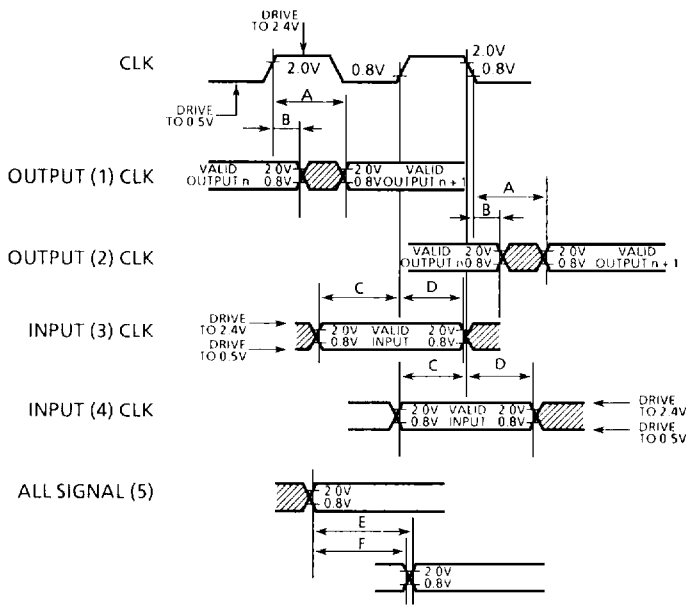 DRIVE
TO 2 4V
CLK
2.0V
0.8V
2.0V
0.8V
DRIVE
TO 0 5V
A
B
OUTPUT (1) CLK
VALID
OUTPUT n
2 0V
0.8V
2.0V
0.8V
VALID
OUTPUT n + 1
A
B
OUTPUT (2) CLK
VALID
OUTPUT n
2 0V
0.8V
2 0V
0.8V
VALID
OUTPUT n + 1
C
D
INPUT (3) CLK
DRIVE
TO 2 4V
DRIVE
TO 0 5V
2 0V
0.8V
VALID
INPUT
2 0V
0.8V
C
D
INPUT (4) CLK
2 0V
0.8V
VALID
INPUT
2 0V
0.8V
DRIVE
TO 2 4V
DRIVE
TO 0 5V
ALL SIGNAL (5)
2 0V
0.8V
E
F
2 0V
0.8V